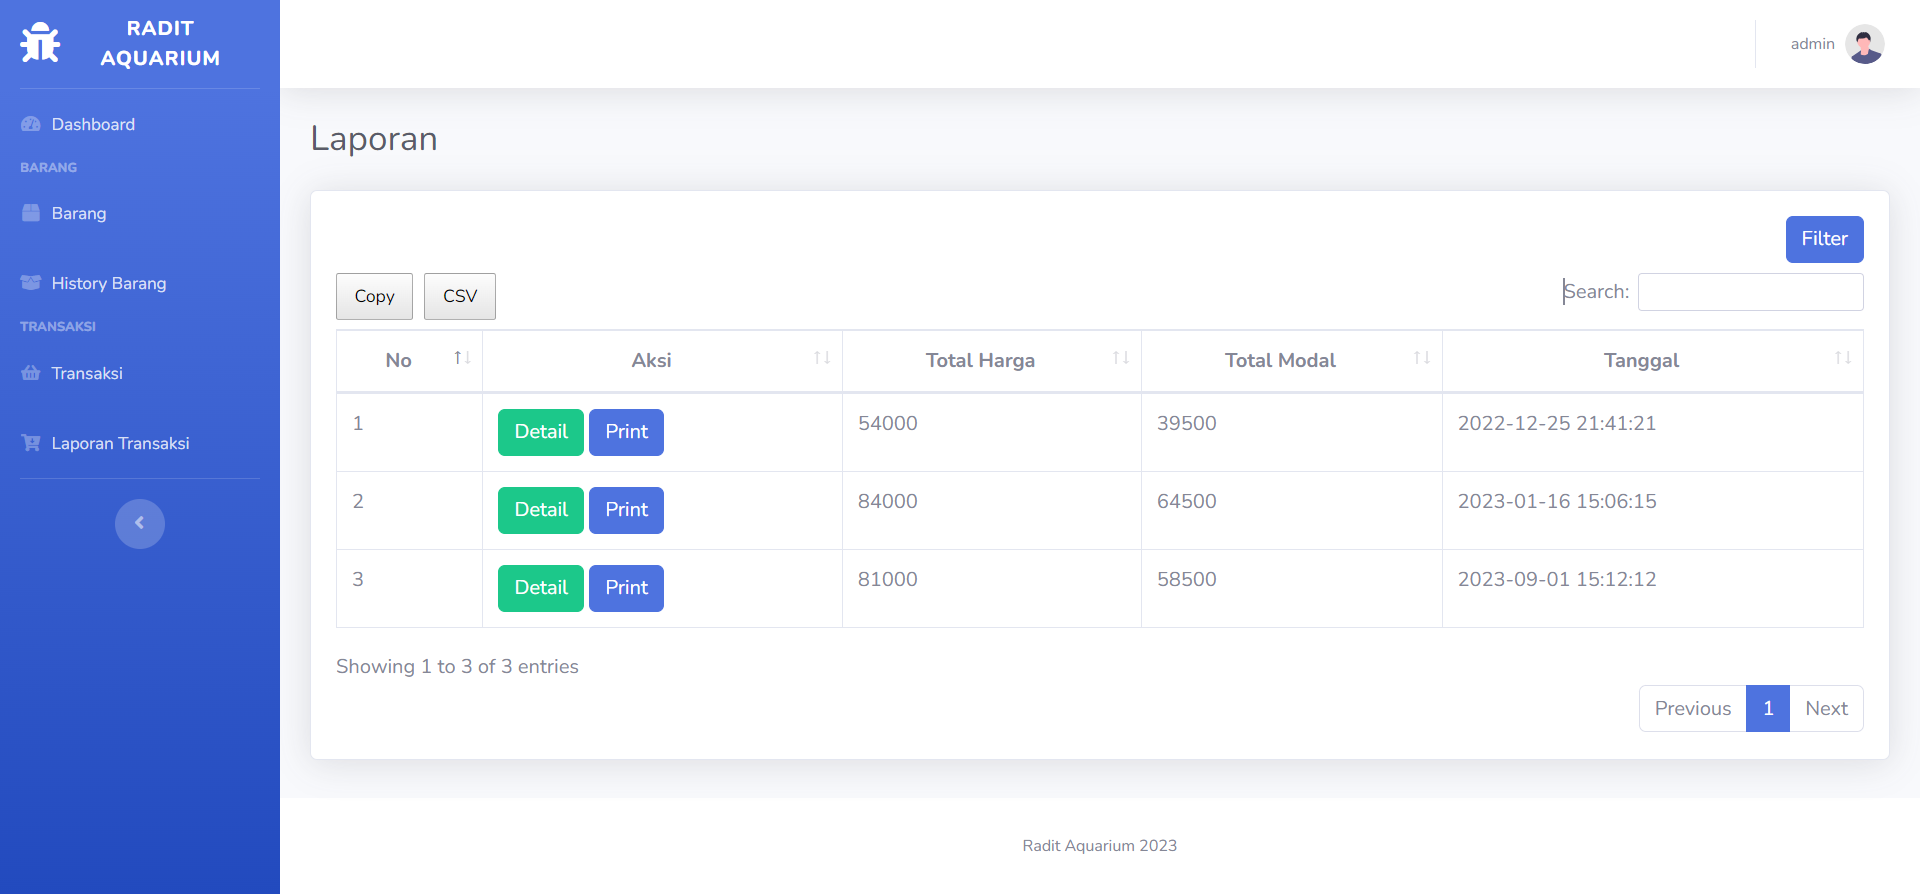 RADIT
AQUARIUM
Dashboard
BARANG
Barang
History Barang
TRANSAKSI
Transaksi
Laporan Transaksi
admin
Laporan
Filter
Copy CSV Search:
No Aksi Total Harga Total Modal Tanggal
1 Detail Print 54000 39500 2022-12-25 21:41:21
2 Detail Print 84000 64500 2023-01-16 15:06:15
3 Detail Print 81000 58500 2023-09-01 15:12:12
Showing 1 to 3 of 3 entries
Previous 1 Next
Radit Aquarium 2023